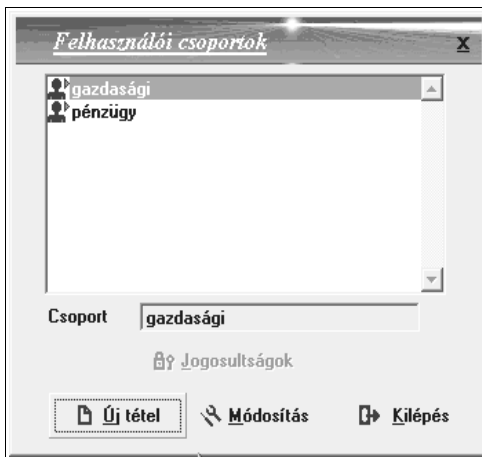 Felhasználói csoportok x
gazdasági
pénzügy
Csoport gazdasági
Jogosultságok
Új tétel Módosítás Kilépés